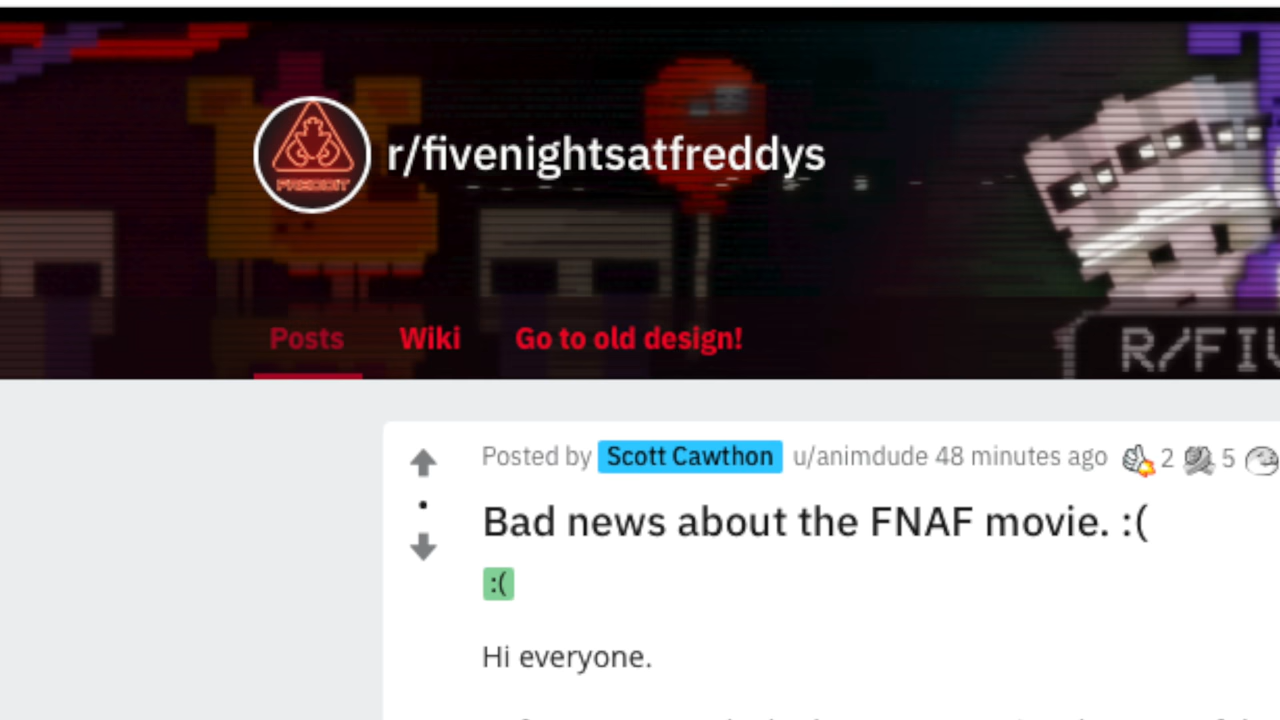 FREDDIT
r/fivenightsatfreddys
Posts Wiki Go to old design!
R/FI
Posted by Scott Cawthon u/animdude 48 minutes ago 2 5
Bad news about the FNAF movie. :(
:(
Hi everyone.